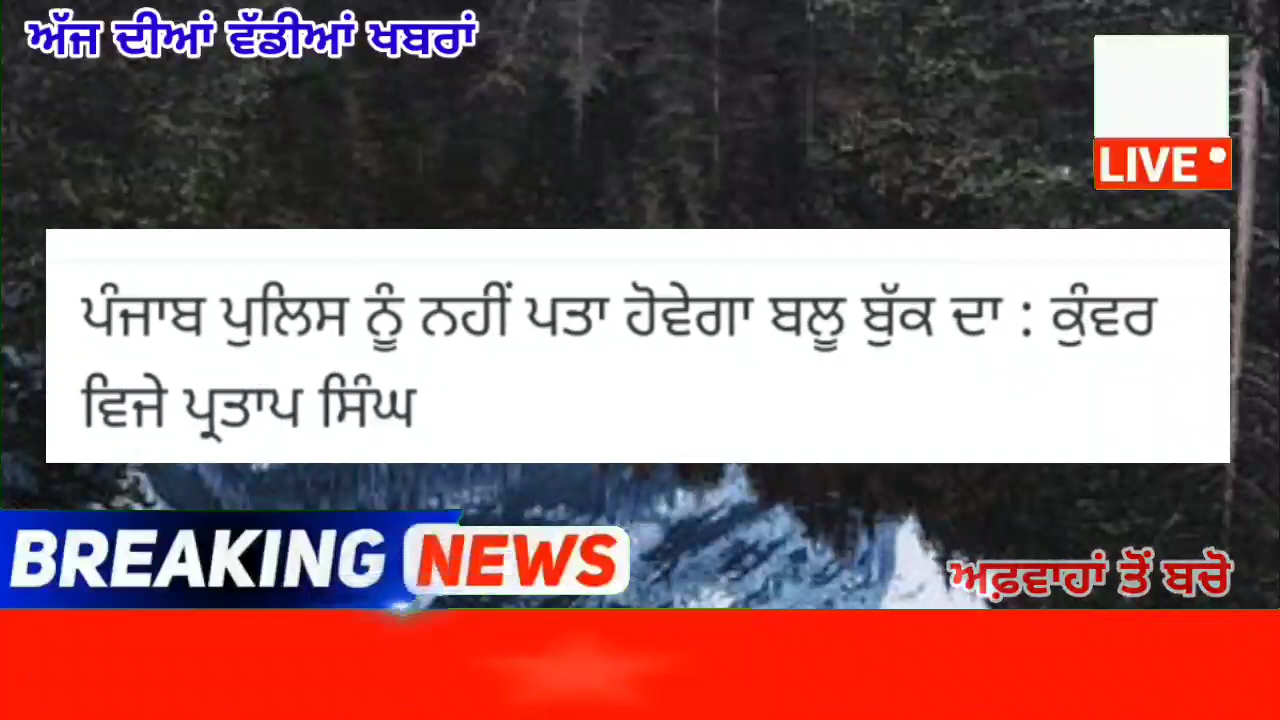 ਅੱਜ ਦੀਆਂ ਵੱਡੀਆਂ ਖਬਰਾਂ
LIVE
ਪੰਜਾਬ ਪੁਲਿਸ ਨੂੰ ਨਹੀਂ ਪਤਾ ਹੋਵੇਗਾ ਬਲੂ ਬੁੱਕ ਦਾ : ਕੁੰਵਰ
ਵਿਜੇ ਪ੍ਰਤਾਪ ਸਿੰਘ
BREAKING NEWS
ਅਫ਼ਵਾਹਾਂ ਤੋਂ ਬਚੋ